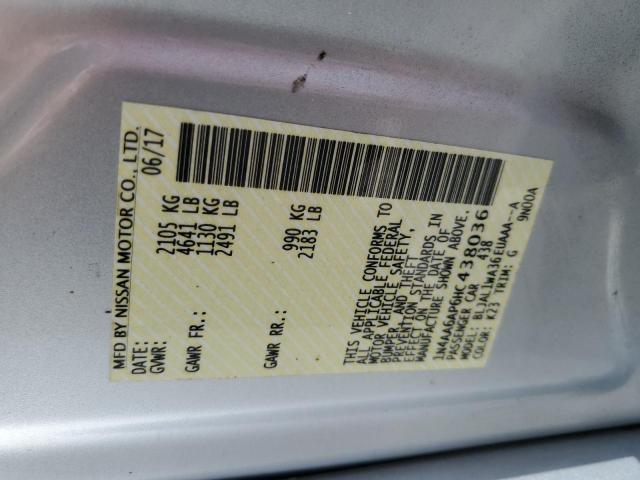 MFD BY NISSAN MOTOR CO., LTD.
DATE: 06/17
GVWR: 2105 KG
4641 LB
GAWR FR.: 1130 KG
2491 LB
GAWR RR.: 990 KG
2183 LB
THIS VEHICLE CONFORMS TO
ALL APPLICABLE FEDERAL
MOTOR VEHICLE SAFETY,
BUMPER, AND THEFT
PREVENTION STANDARDS IN
EFFECT ON THE DATE OF
MANUFACTURE SHOWN ABOVE.
1N4AA6AP6HC438036
PASSENGER CAR 438
MODEL: BLJALIWA36EUAAA--A
COLOR: K23 TRIM: G 9N00A